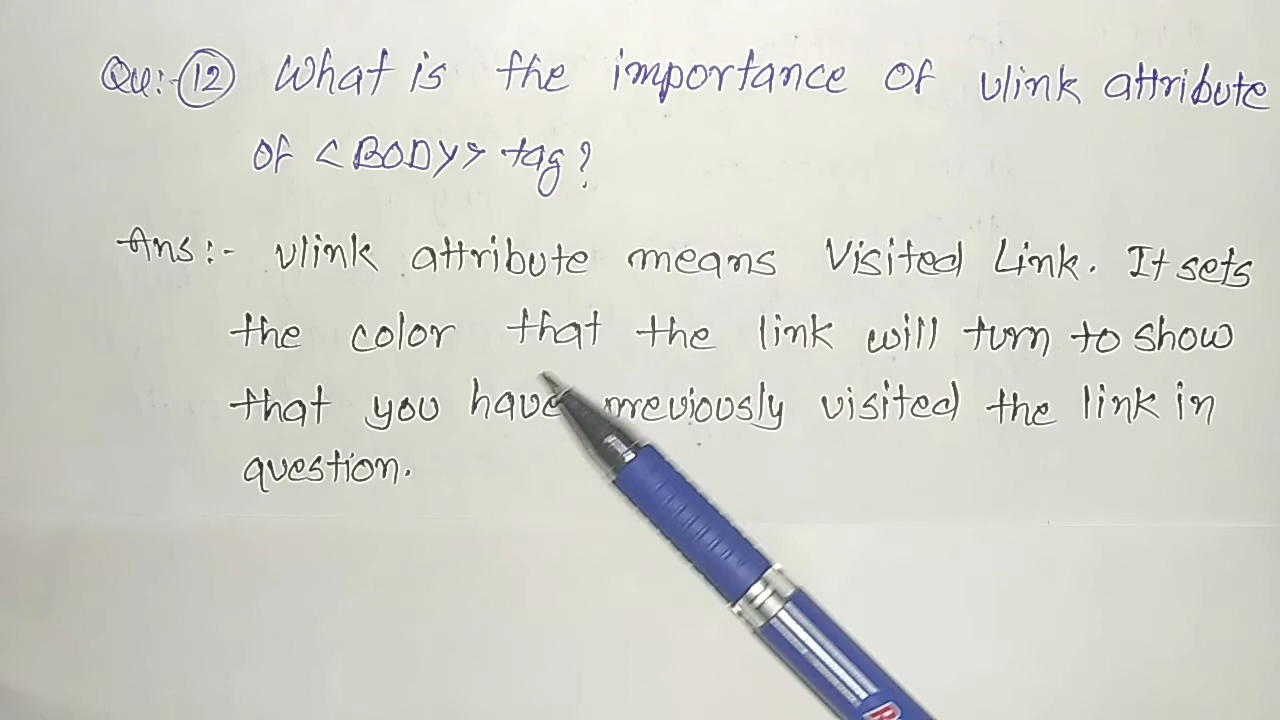 Qu:-12 What is the importance of vlink attribute
of <BODY> tag?
Ans:- vlink attribute means Visited Link. It sets
the color that the link will turn to show
that you have previously visited the link in
question.